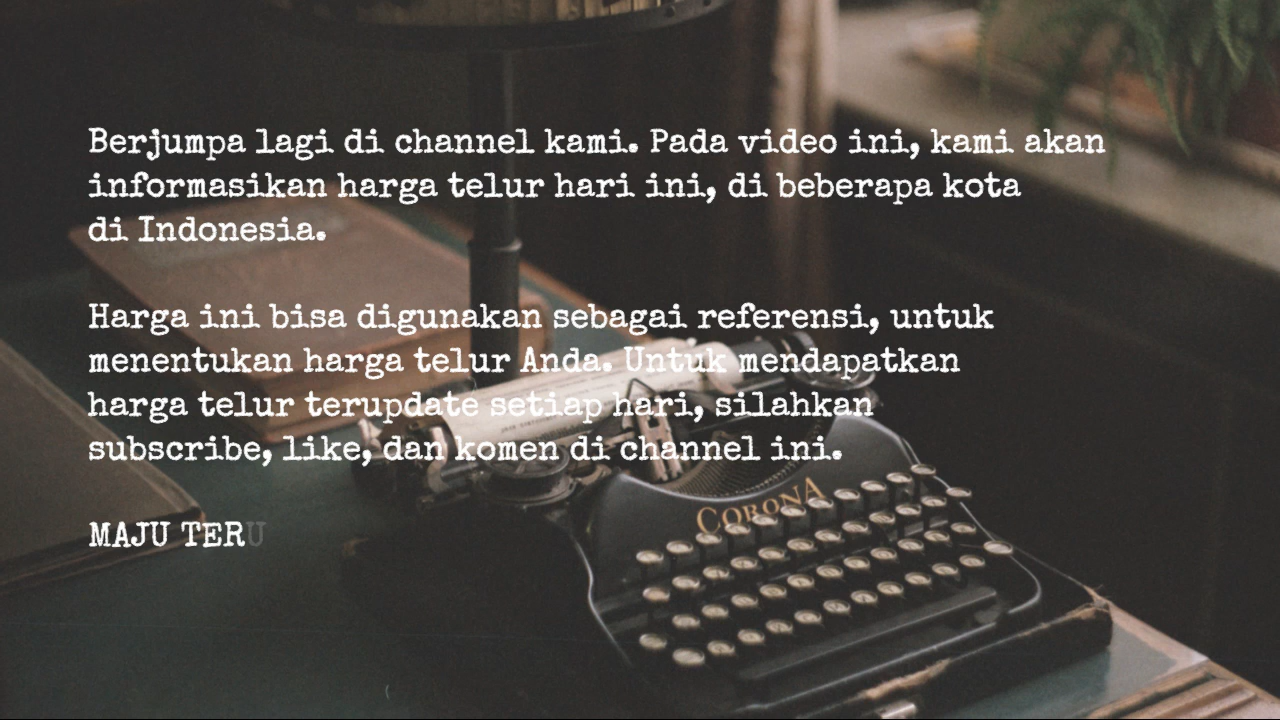 Berjumpa lagi di channel kami. Pada video ini, kami akan
informasikan harga telur hari ini, di beberapa kota
di Indonesia.
Harga ini bisa digunakan sebagai referensi, untuk
menentukan harga telur Anda. Untuk mendapatkan
harga telur terupdate setiap hari, silahkan
subscribe, like, dan komen di channel ini.
MAJU TERU
CORONA